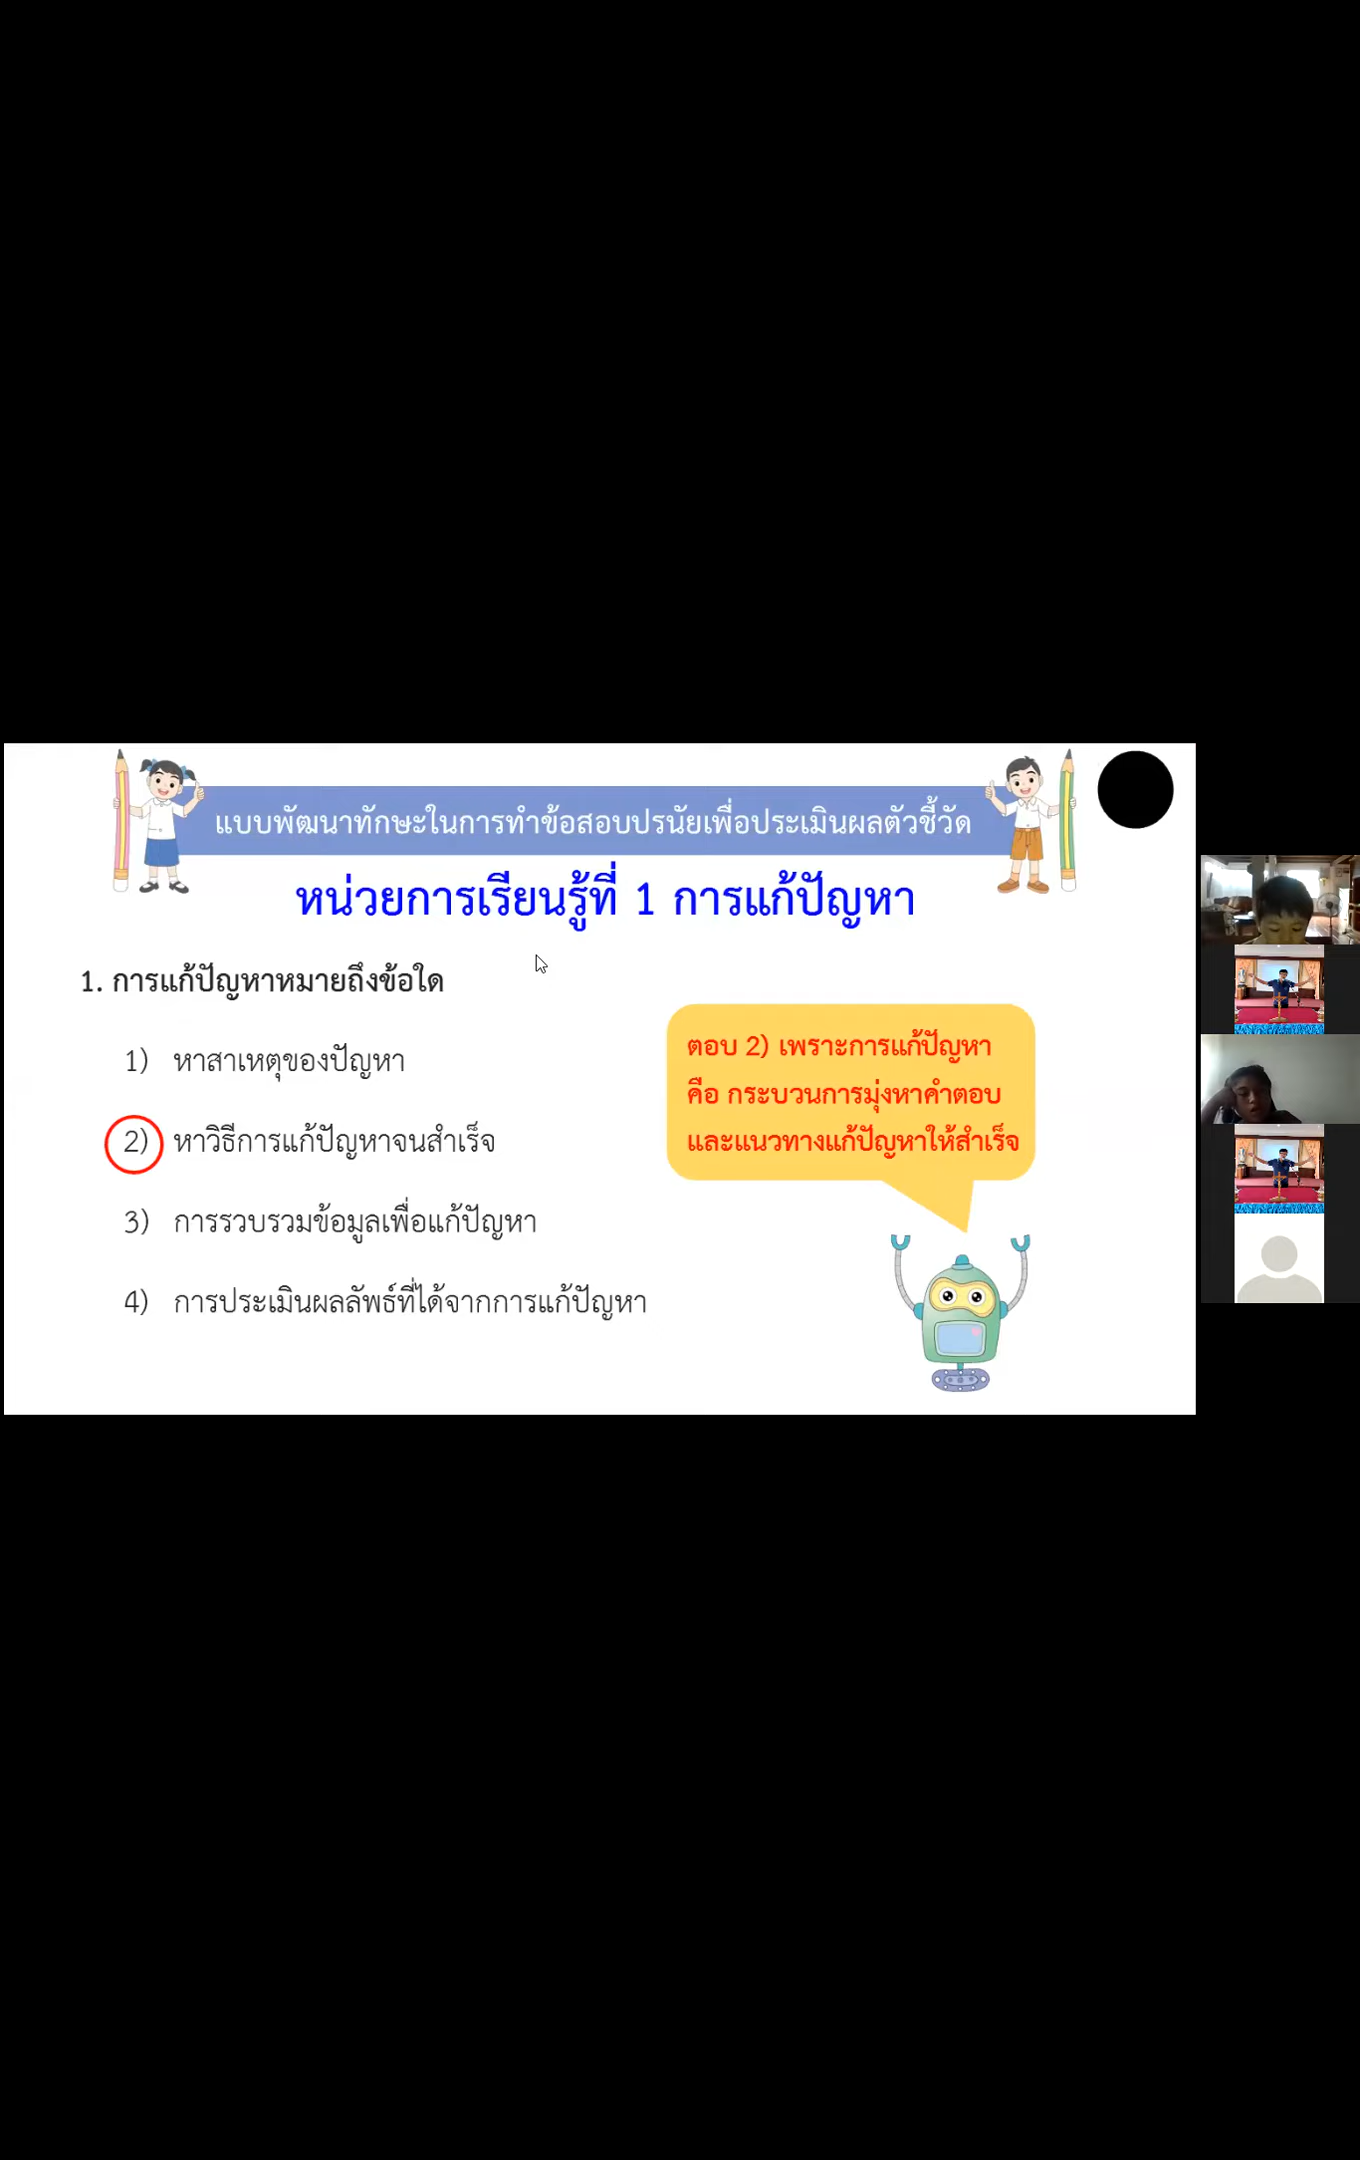 แบบพัฒนาทักษะในการทำข้อสอบปรนัยเพื่อประเมินผลตัวชี้วัด
หน่วยการเรียนรู้ที่ 1 การแก้ปัญหา
1. การแก้ปัญหาหมายถึงข้อใด
1) หาสาเหตุของปัญหา
2) หาวิธีการแก้ปัญหาจนสำเร็จ
3) การรวบรวมข้อมูลเพื่อแก้ปัญหา
4) การประเมินผลลัพธ์ที่ได้จากการแก้ปัญหา
ตอบ 2) เพราะการแก้ปัญหา
คือ กระบวนการมุ่งหาคำตอบ
และแนวทางแก้ปัญหาให้สำเร็จ